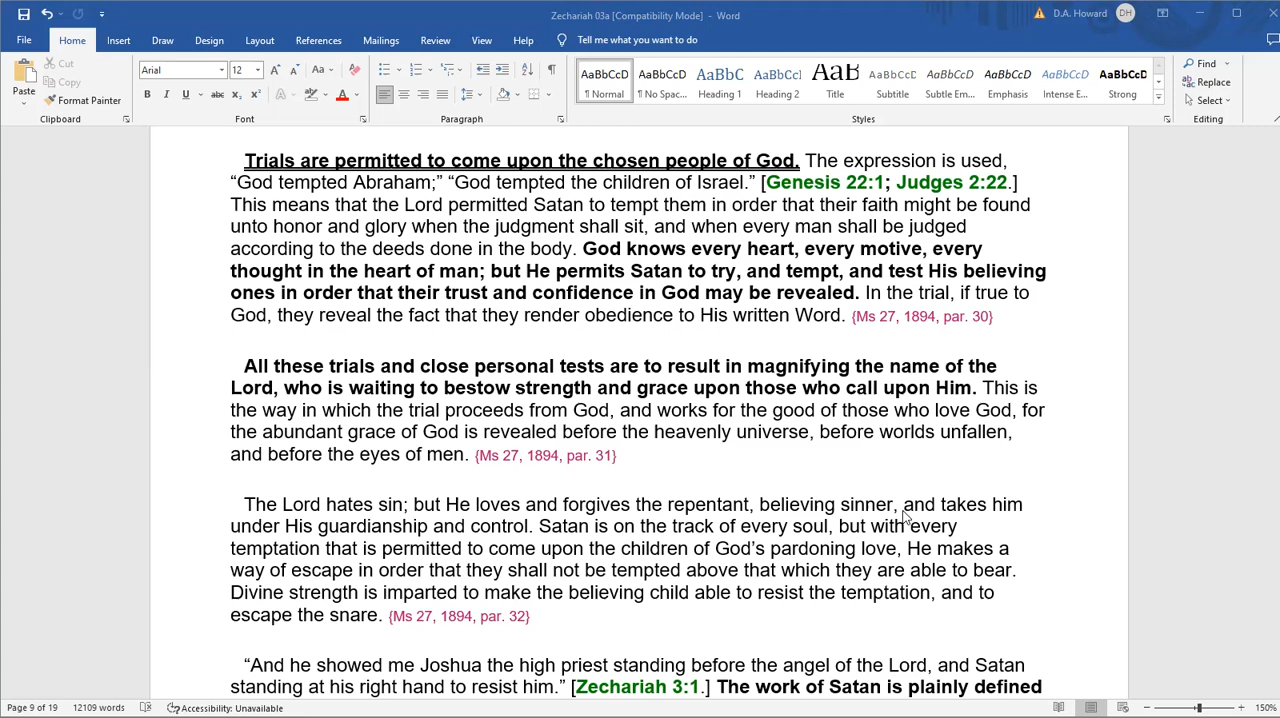 Zechariah 03a [Compatibility Mode] - Word
D.A. Howard DH
File Home Insert Draw Design Layout References Mailings Review View Help Tell me what you want to do
Cut
Copy
Format Painter
Paste
Clipboard
Arial 12
Font
Paragraph
AaBbCcD AaBbCcD AaBbC AaBbCcD AaB AaBbCcD AaBbCcD AaBbCcD AaBbCcD AaBbCcD
¶ Normal ¶ No Spac... Heading 1 Heading 2 Title Subtitle Subtle Em... Emphasis Intense E... Strong
Styles
Find
Replace
Select
Editing
Trials are permitted to come upon the chosen people of God. The expression is used,
“God tempted Abraham;” “God tempted the children of Israel.” [Genesis 22:1; Judges 2:22.]
This means that the Lord permitted Satan to tempt them in order that their faith might be found
unto honor and glory when the judgment shall sit, and when every man shall be judged
according to the deeds done in the body. God knows every heart, every motive, every
thought in the heart of man; but He permits Satan to try, and tempt, and test His believing
ones in order that their trust and confidence in God may be revealed. In the trial, if true to
God, they reveal the fact that they render obedience to His written Word. {Ms 27, 1894, par. 30}
All these trials and close personal tests are to result in magnifying the name of the
Lord, who is waiting to bestow strength and grace upon those who call upon Him. This is
the way in which the trial proceeds from God, and works for the good of those who love God, for
the abundant grace of God is revealed before the heavenly universe, before worlds unfallen,
and before the eyes of men. {Ms 27, 1894, par. 31}
The Lord hates sin; but He loves and forgives the repentant, believing sinner, and takes him
under His guardianship and control. Satan is on the track of every soul, but with every
temptation that is permitted to come upon the children of God’s pardoning love, He makes a
way of escape in order that they shall not be tempted above that which they are able to bear.
Divine strength is imparted to make the believing child able to resist the temptation, and to
escape the snare. {Ms 27, 1894, par. 32}
“And he showed me Joshua the high priest standing before the angel of the Lord, and Satan
standing at his right hand to resist him.” [Zechariah 3:1.] The work of Satan is plainly defined
Page 9 of 19 12109 words Accessibility: Unavailable 150%